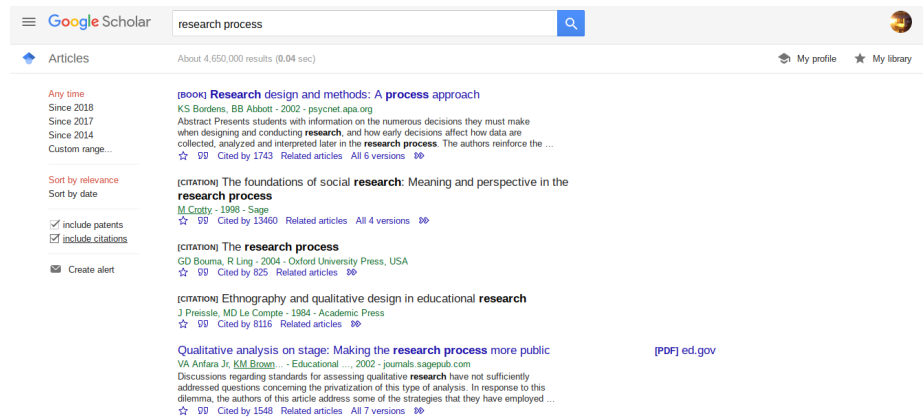 Google Scholar
research process
Articles
About 4,650,000 results (0.04 sec)
My profile
My library
Any time
Since 2018
Since 2017
Since 2014
Custom range...
Sort by relevance
Sort by date
include patents
include citations
Create alert
[BOOK] Research design and methods: A process approach
KS Bordens, BB Abbott - 2002 - psycnet.apa.org
Abstract Presents students with information on the numerous decisions they must make
when designing and conducting research, and how early decisions affect how data are
collected, analyzed and interpreted later in the research process. The authors reinforce the …
Cited by 1743 Related articles All 6 versions
[CITATION] The foundations of social research: Meaning and perspective in the
research process
M Crotty - 1998 - Sage
Cited by 13460 Related articles All 4 versions
[CITATION] The research process
GD Bouma, R Ling - 2004 - Oxford University Press, USA
Cited by 825 Related articles
[CITATION] Ethnography and qualitative design in educational research
J Preissle, MD Le Compte - 1984 - Academic Press
Cited by 8116 Related articles
Qualitative analysis on stage: Making the research process more public
VA Anfara Jr, KM Brown… - Educational …, 2002 - journals.sagepub.com
Discussions regarding standards for assessing qualitative research have not sufficiently
addressed questions concerning the privatization of this type of analysis. In response to this
dilemma, the authors of this article address some of the strategies that they have employed …
Cited by 1548 Related articles All 7 versions
[PDF] ed.gov